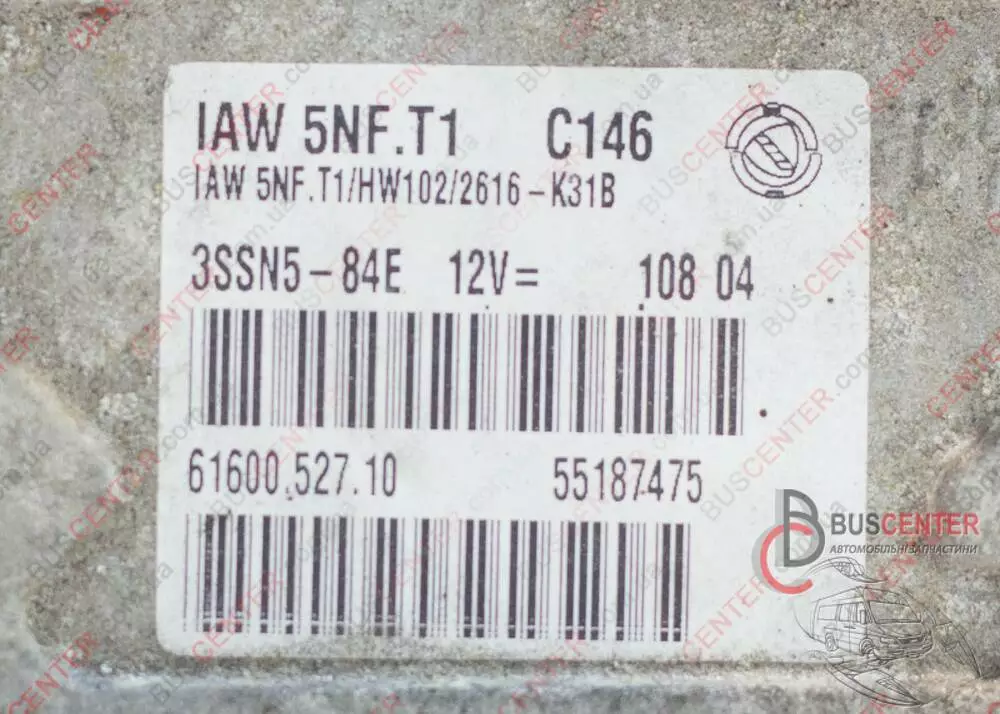 IAW 5NF.T1 C146
IAW 5NF.T1/HW102/2616-K31B
3SSN5-84E 12V= 108 04
61600.527.10 55187475
BUSCENTER
АВТОМОБІЛЬНІ ЗАПЧАСТИНИ